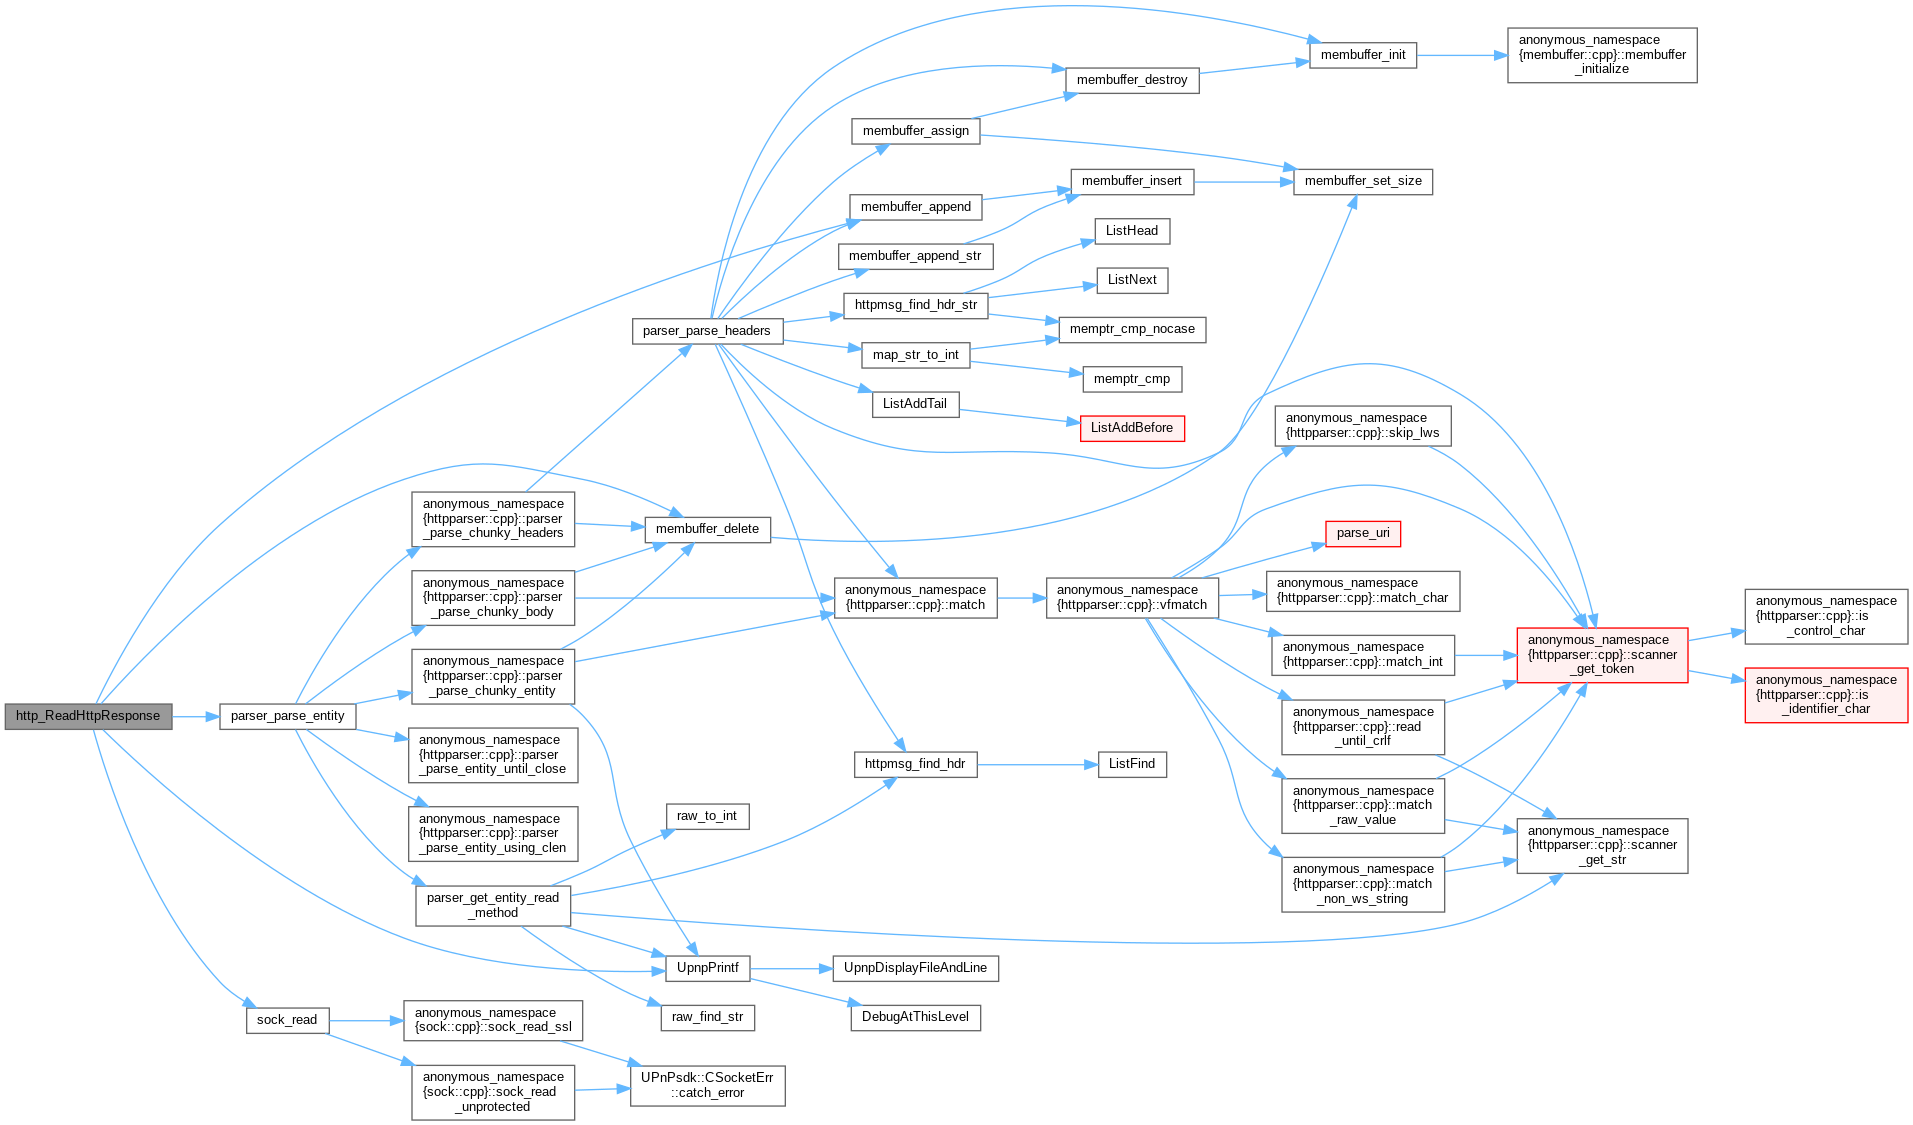 http_ReadHttpResponse
parser_parse_entity
sock_read
anonymous_namespace
{httpparser::cpp}::parser
_parse_chunky_headers
anonymous_namespace
{httpparser::cpp}::parser
_parse_chunky_body
anonymous_namespace
{httpparser::cpp}::parser
_parse_chunky_entity
anonymous_namespace
{httpparser::cpp}::parser
_parse_entity_until_close
anonymous_namespace
{httpparser::cpp}::parser
_parse_entity_using_clen
parser_get_entity_read
_method
anonymous_namespace
{sock::cpp}::sock_read_ssl
anonymous_namespace
{sock::cpp}::sock_read
_unprotected
parser_parse_headers
membuffer_delete
raw_to_int
UpnpPrintf
raw_find_str
UPnPsdk::CSocketErr
::catch_error
membuffer_assign
membuffer_append
membuffer_append_str
httpmsg_find_hdr_str
map_str_to_int
ListAddTail
anonymous_namespace
{httpparser::cpp}::match
httpmsg_find_hdr
UpnpDisplayFileAndLine
DebugAtThisLevel
membuffer_destroy
membuffer_insert
ListHead
ListNext
memptr_cmp_nocase
memptr_cmp
ListAddBefore
anonymous_namespace
{httpparser::cpp}::vfmatch
ListFind
membuffer_init
membuffer_set_size
anonymous_namespace
{httpparser::cpp}::skip_lws
parse_uri
anonymous_namespace
{httpparser::cpp}::match_char
anonymous_namespace
{httpparser::cpp}::match_int
anonymous_namespace
{httpparser::cpp}::read
_until_crlf
anonymous_namespace
{httpparser::cpp}::match
_raw_value
anonymous_namespace
{httpparser::cpp}::match
_non_ws_string
anonymous_namespace
{membuffer::cpp}::membuffer
_initialize
anonymous_namespace
{httpparser::cpp}::scanner
_get_token
anonymous_namespace
{httpparser::cpp}::scanner
_get_str
anonymous_namespace
{httpparser::cpp}::is
_control_char
anonymous_namespace
{httpparser::cpp}::is
_identifier_char